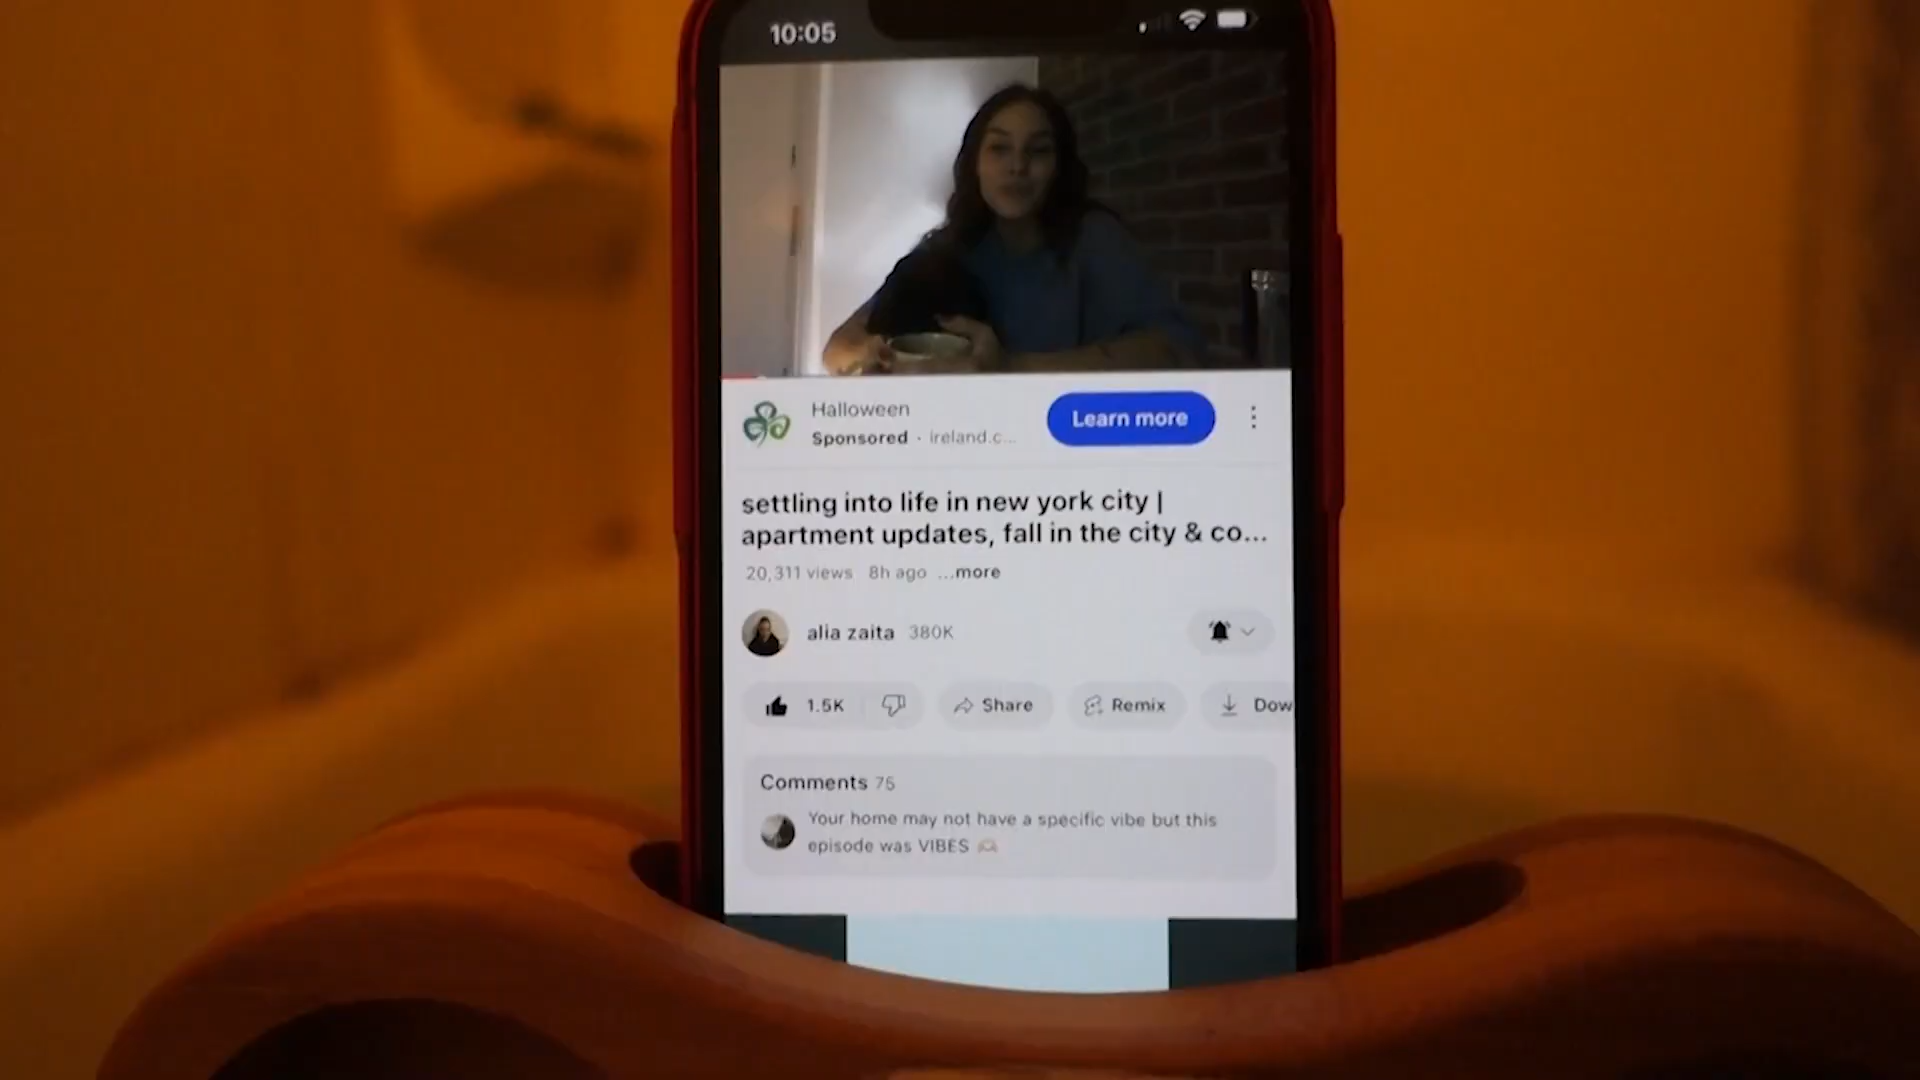 10:05
Halloween
Learn more
Sponsored · ireland.c...
settling into life in new york city |
apartment updates, fall in the city & co...
20,311 views 8h ago ...more
alia zaita 380K
1.5K
Share
Remix
Dow
Comments 75
Your home may not have a specific vibe but this
episode was VIBES 🫶🏻